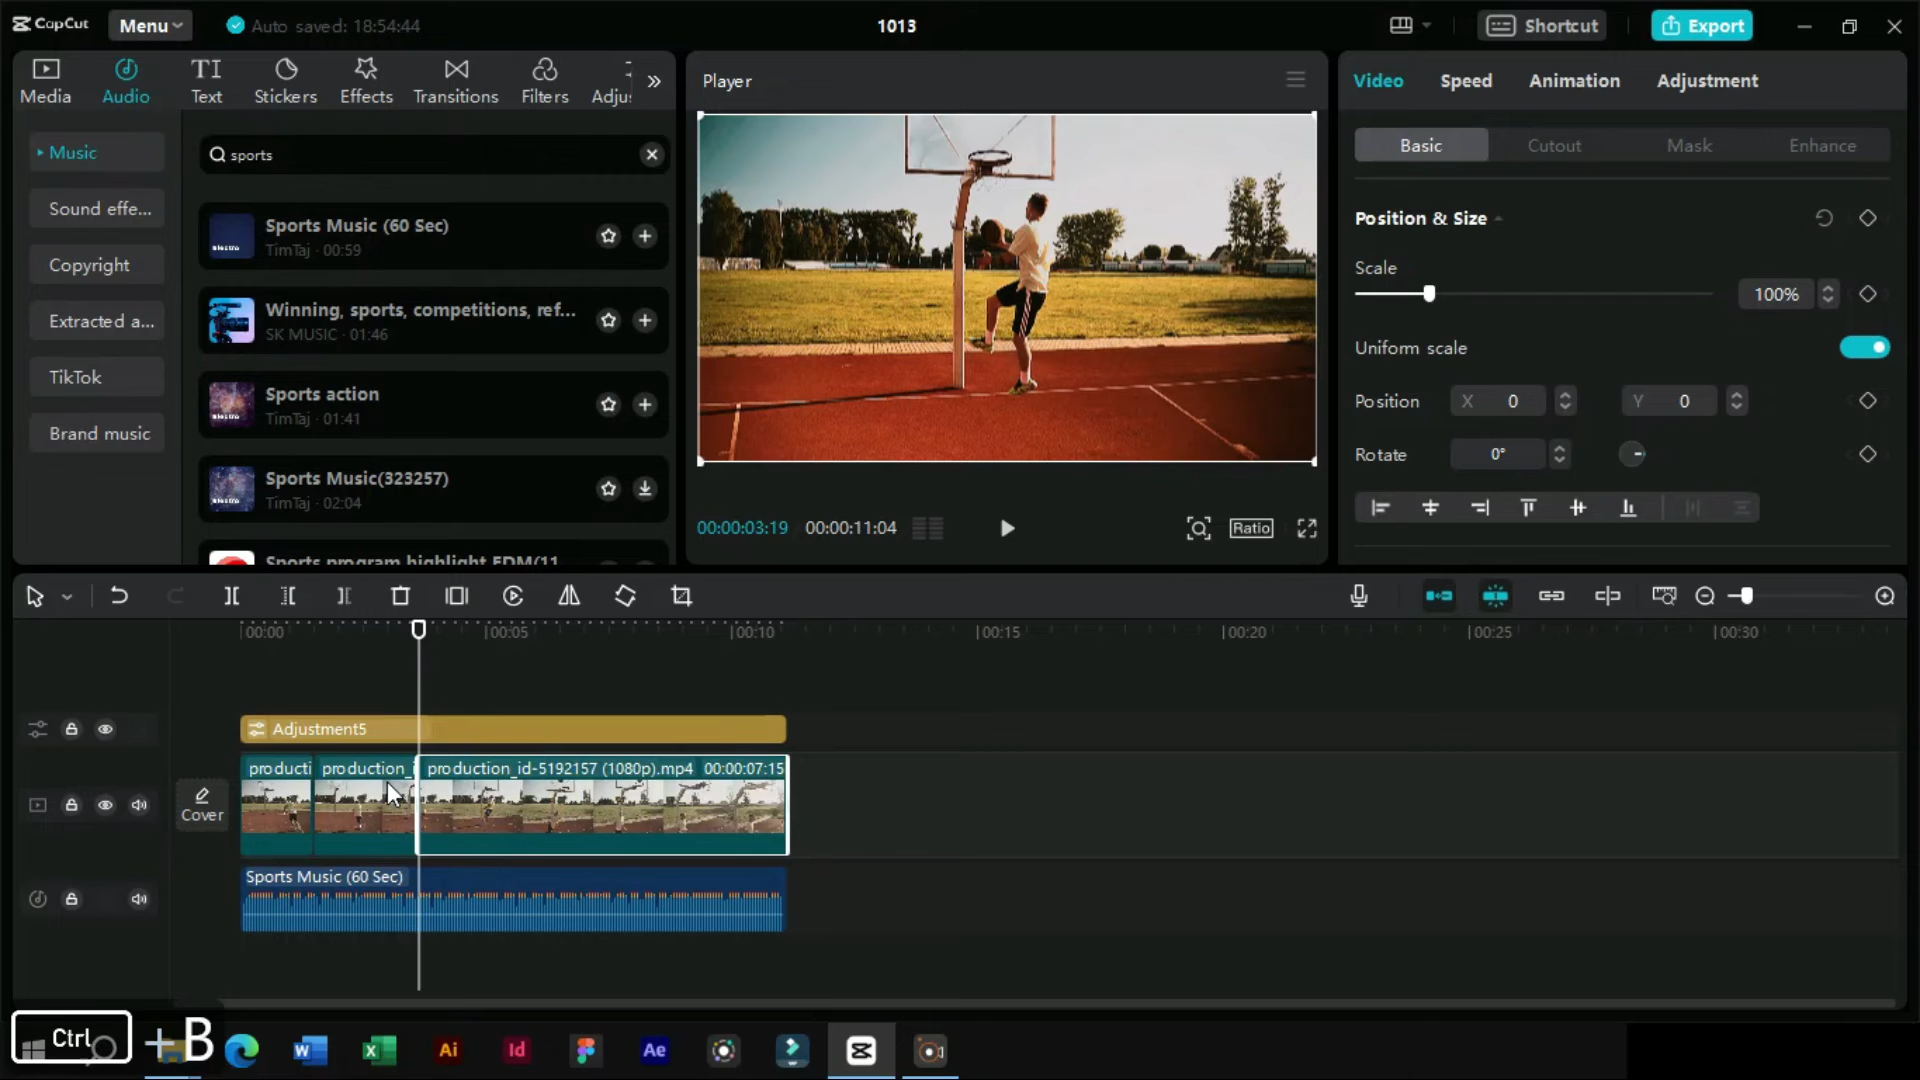 CapCut
Menu
Auto saved: 18:54:44
1013
Shortcut
Export
Media
Audio
TI
Text
Stickers
Effects
Transitions
Filters
Player
Video
Speed
Animation
Adjustment
Music
Sound effe...
Copyright
Extracted a...
TikTok
Brand music
sports
Sports Music (60 Sec)
TimTaj · 00:59
Winning, sports, competitions, ref...
SK MUSIC · 01:46
Sports action
TimTaj · 01:41
Sports Music(323257)
TimTaj · 02:04
Sports program highlight EDM(11
00:00:03:19
00:00:11:04
Ratio
Basic
Cutout
Mask
Enhance
Position & Size
Scale
100%
Uniform scale
Position
X 0
Y 0
Rotate
0°
00:00
00:05
00:10
00:15
00:20
00:25
00:30
Adjustment5
Cover
producti
production_i
production_id-5192157 (1080p).mp4 00:00:07:15
Sports Music (60 Sec)
Ctrl +B
Ai
Id
Ae